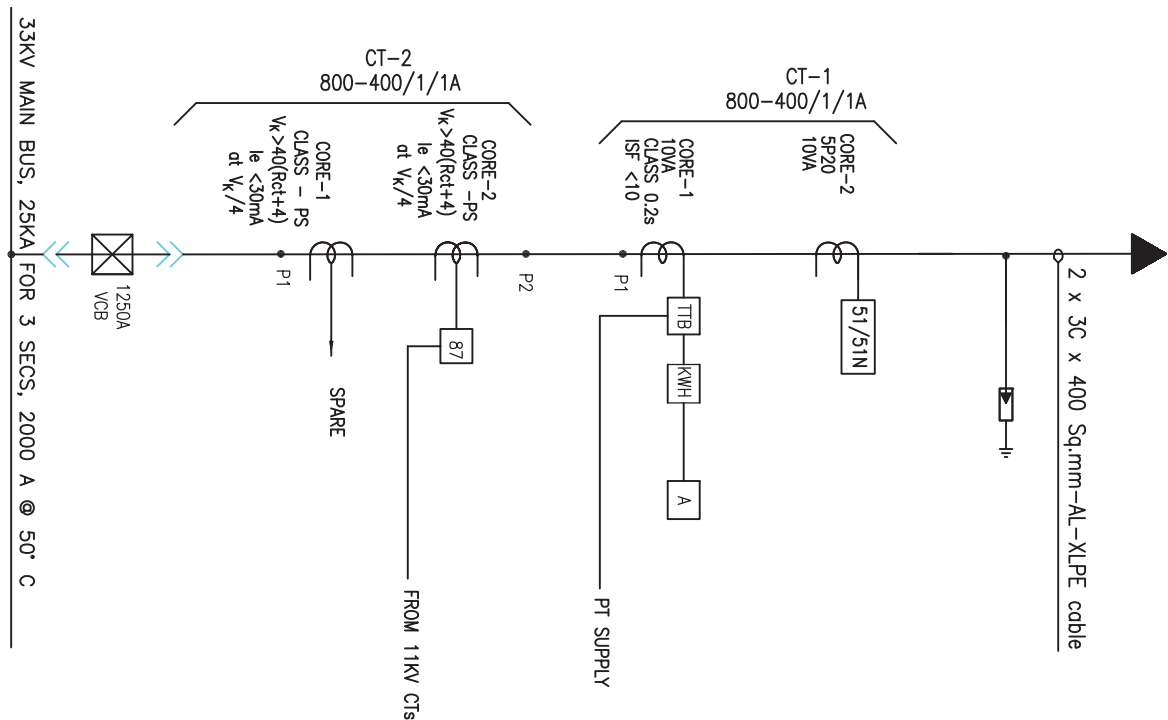 33KV MAIN BUS, 25KA FOR 3 SECS, 2000 A @ 50° C
1250A
VCB
CT-2
800-400/1/1A
CORE-1
CLASS - PS
VK >40(Rct+4)
Ie <30mA
at VK/4
CORE-2
CLASS -PS
VK >40(Rct+4)
Ie <30mA
at VK/4
P1
P2
SPARE
87
FROM 11KV CTs
CT-1
800-400/1/1A
CORE-1
10VA
CLASS 0.2s
ISF <10
CORE-2
5P20
10VA
P1
TTB
KWH
A
PT SUPPLY
51/51N
2 x 3C x 400 Sq.mm-AL-XLPE cable